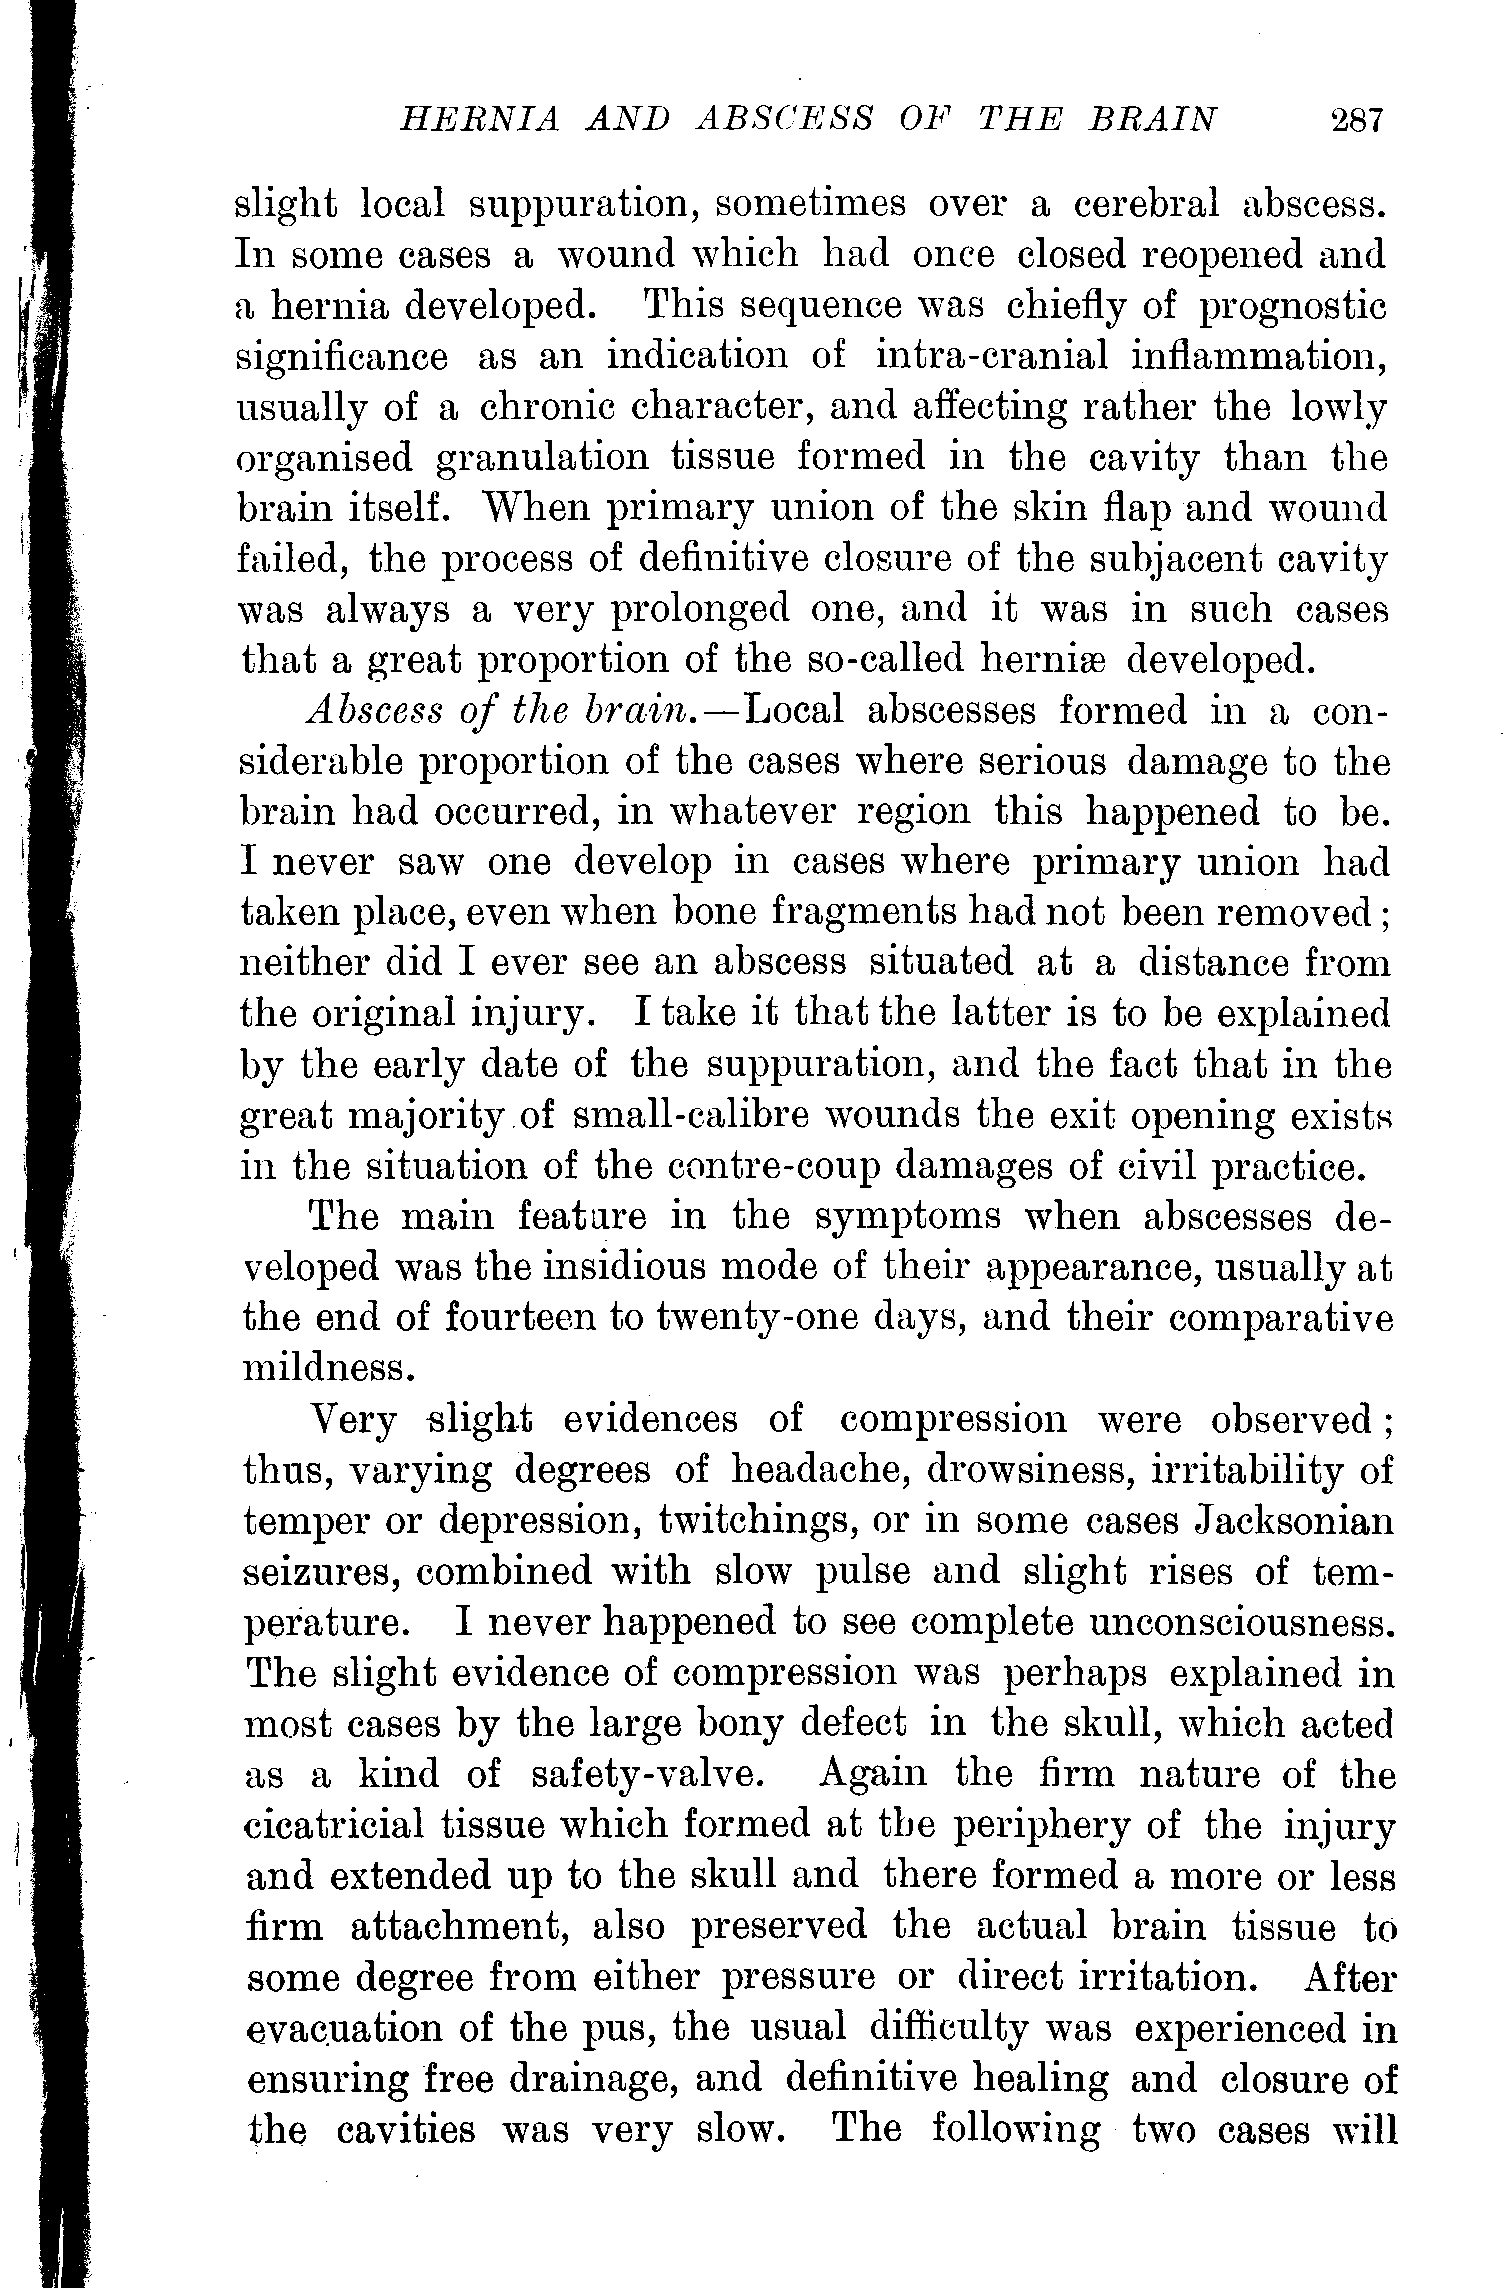 HERNIA AND ABSCESS OF THE BRAIN 287
slight local suppuration, sometimes over a cerebral abscess.
In some cases a wound which had once closed reopened and
a hernia developed. This sequence was chiefly of prognostic
significance as an indication of intra-cranial inflammation,
usually of a chronic character, and affecting rather the lowly
organised granulation tissue formed in the cavity than the
brain itself. When primary union of the skin flap and wound
failed, the process of definitive closure of the subjacent cavity
was always a very prolonged one, and it was in such cases
that a great proportion of the so-called herniæ developed.
Abscess of the brain.—Local abscesses formed in a con-
siderable proportion of the cases where serious damage to the
brain had occurred, in whatever region this happened to be.
I never saw one develop in cases where primary union had
taken place, even when bone fragments had not been removed;
neither did I ever see an abscess situated at a distance from
the original injury. I take it that the latter is to be explained
by the early date of the suppuration, and the fact that in the
great majority of small-calibre wounds the exit opening exists
in the situation of the contre-coup damages of civil practice.
The main feature in the symptoms when abscesses de-
veloped was the insidious mode of their appearance, usually at
the end of fourteen to twenty-one days, and their comparative
mildness.
Very slight evidences of compression were observed;
thus, varying degrees of headache, drowsiness, irritability of
temper or depression, twitchings, or in some cases Jacksonian
seizures, combined with slow pulse and slight rises of tem-
perature. I never happened to see complete unconsciousness.
The slight evidence of compression was perhaps explained in
most cases by the large bony defect in the skull, which acted
as a kind of safety-valve. Again the firm nature of the
cicatricial tissue which formed at the periphery of the injury
and extended up to the skull and there formed a more or less
firm attachment, also preserved the actual brain tissue to
some degree from either pressure or direct irritation. After
evacuation of the pus, the usual difficulty was experienced in
ensuring free drainage, and definitive healing and closure of
the cavities was very slow. The following two cases will